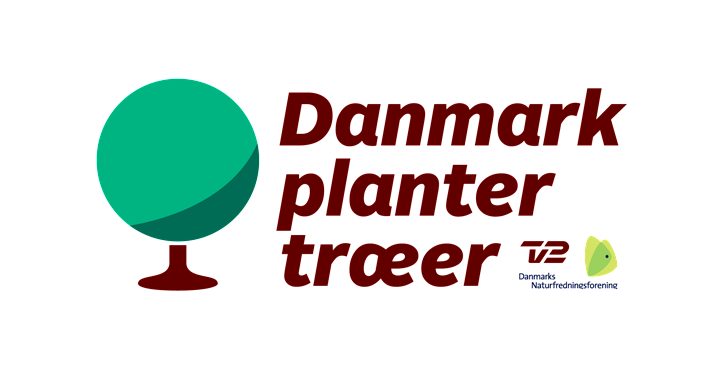 Danmark
planter
træer
TV2
Danmarks
Naturfredningsforening